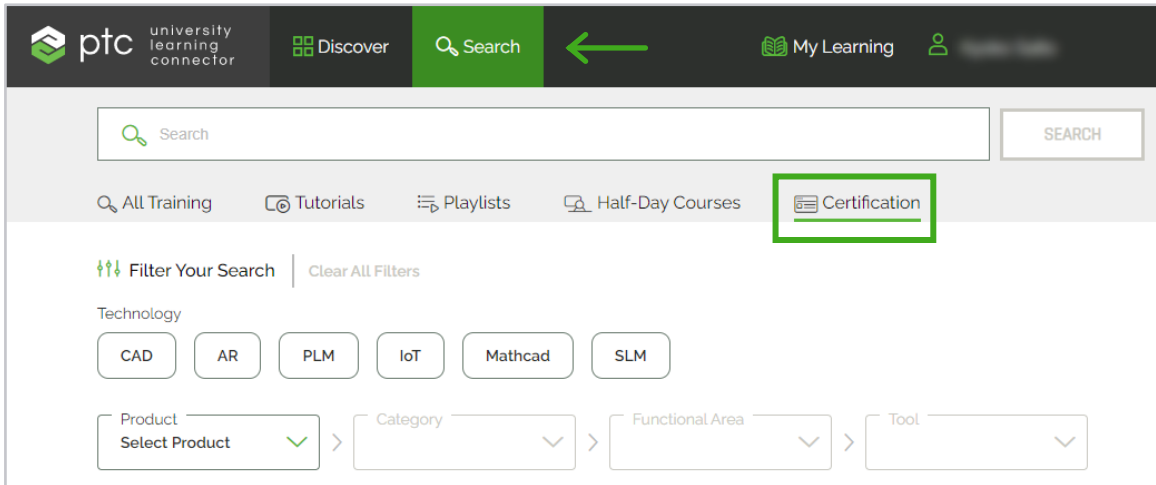 ptc university learning connector
Discover
Search
My Learning
Search
SEARCH
All Training
Tutorials
Playlists
Half-Day Courses
Certification
Filter Your Search
Clear All Filters
Technology
CAD
AR
PLM
IoT
Mathcad
SLM
Product
Select Product
Category
Functional Area
Tool